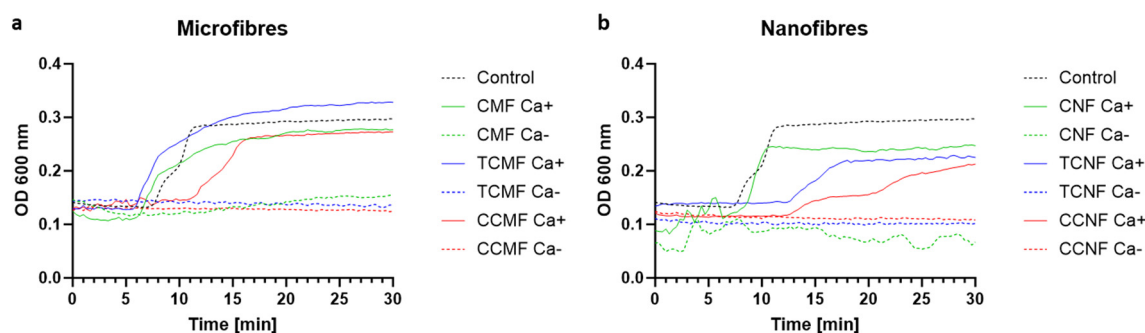 a
Microfibres
OD 600 nm
0.4
0.3
0.2
0.1
0.0
0
5
10
15
20
25
30
Time [min]
Control
CMF Ca+
CMF Ca-
TCMF Ca+
TCMF Ca-
CCMF Ca+
CCMF Ca-
b
Nanofibres
OD 600 nm
0.4
0.3
0.2
0.1
0.0
0
5
10
15
20
25
30
Time [min]
Control
CNF Ca+
CNF Ca-
TCNF Ca+
TCNF Ca-
CCNF Ca+
CCNF Ca-